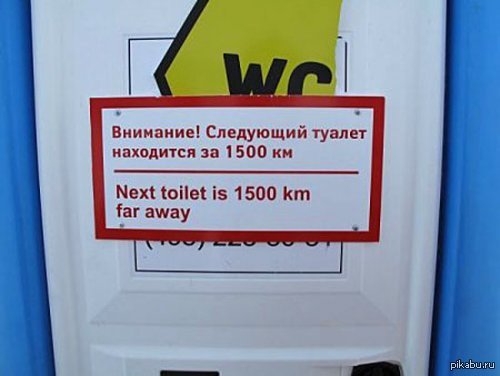 WC
Внимание! Следующий туалет
находится за 1500 км
Next toilet is 1500 km
far away
pikabu.ru